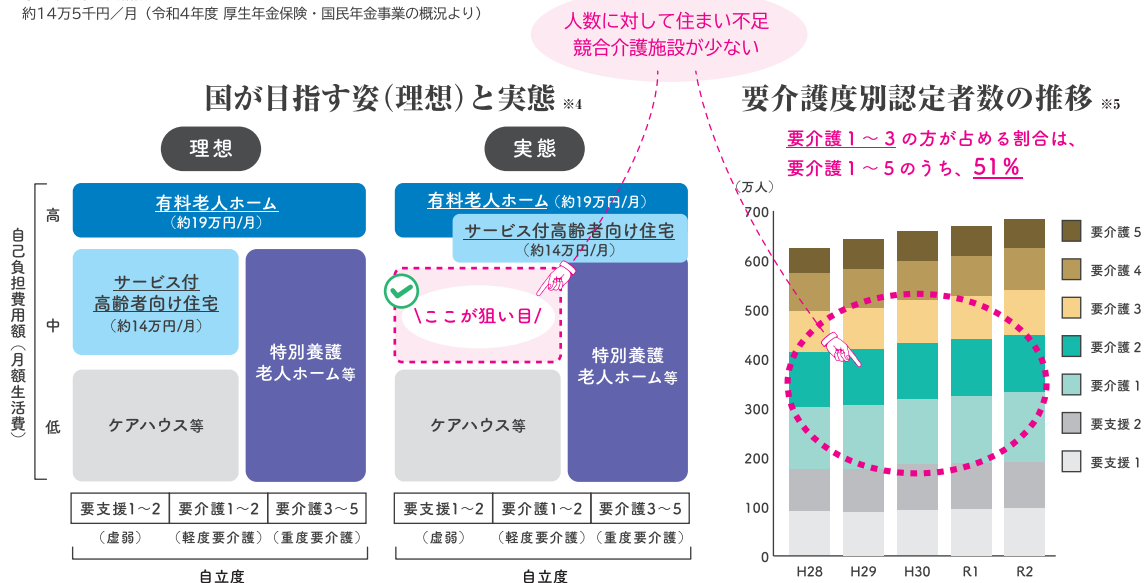 約14万5千円／月（令和4年度 厚生年金保険・国民年金事業の概況より）
人数に対して住まい不足
競合介護施設が少ない
国が目指す姿（理想）と実態 ※4
理想
実態
自己負担費用額（月額生活費）
高
中
低
有料老人ホーム
（約19万円/月）
サービス付
高齢者向け住宅
（約14万円/月）
特別養護
老人ホーム等
ケアハウス等
要支援1～2
要介護1～2
要介護3～5
（虚弱）
（軽度要介護）
（重度要介護）
自立度
有料老人ホーム（約19万円/月）
サービス付高齢者向け住宅
（約14万円/月）
\ここが狙い目/
特別養護
老人ホーム等
ケアハウス等
要支援1～2
要介護1～2
要介護3～5
（虚弱）
（軽度要介護）
（重度要介護）
自立度
要介護度別認定者数の推移 ※5
要介護１～３の方が占める割合は、
要介護１～５のうち、51%
（万人）
700
600
500
400
300
200
100
0
H28
H29
H30
R1
R2
要介護5
要介護4
要介護3
要介護2
要介護1
要支援2
要支援1